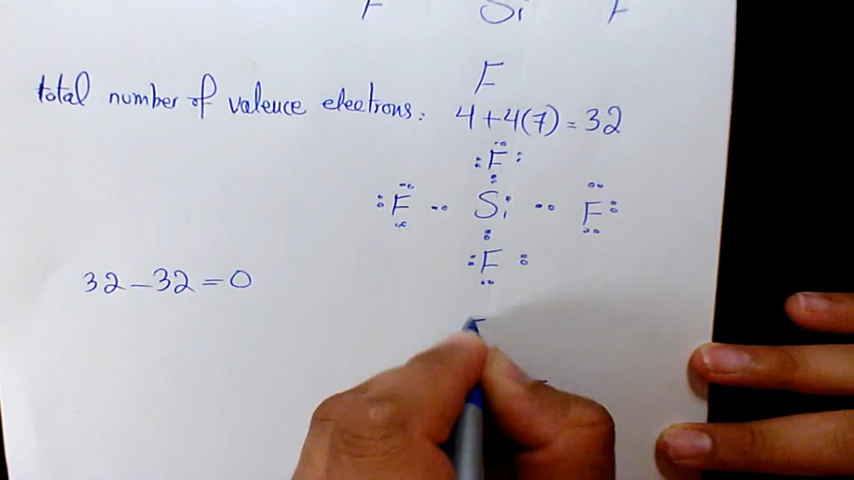 F Si F
F
total number of valence electrons: 4+4(7)=32
:F:
:F ·· Si ·· F:
:F:
32-32=0
F